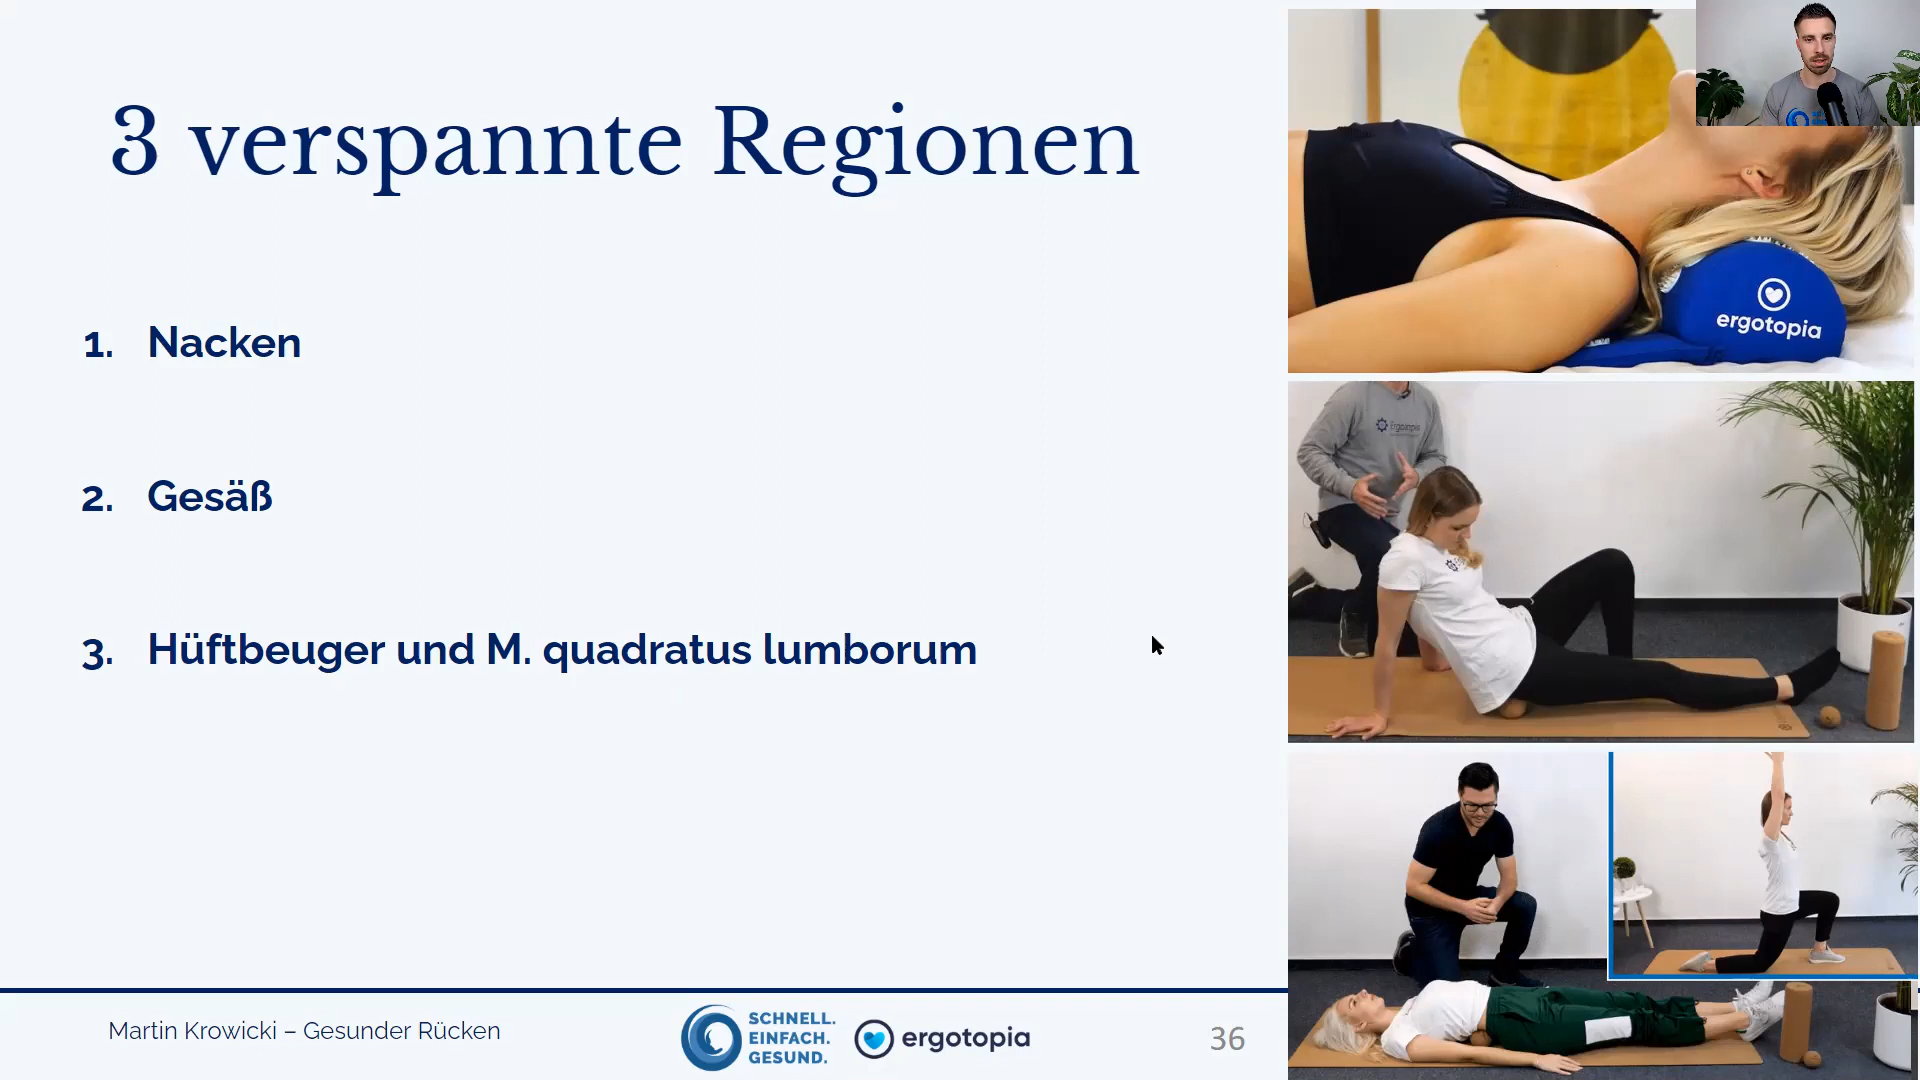 3 verspannte Regionen
1. Nacken
2. Gesäß
3. Hüftbeuger und M. quadratus lumborum
ergotopia
Ergotopia
Martin Krowicki – Gesunder Rücken
SCHNELL.
EINFACH.
GESUND.
ergotopia
36